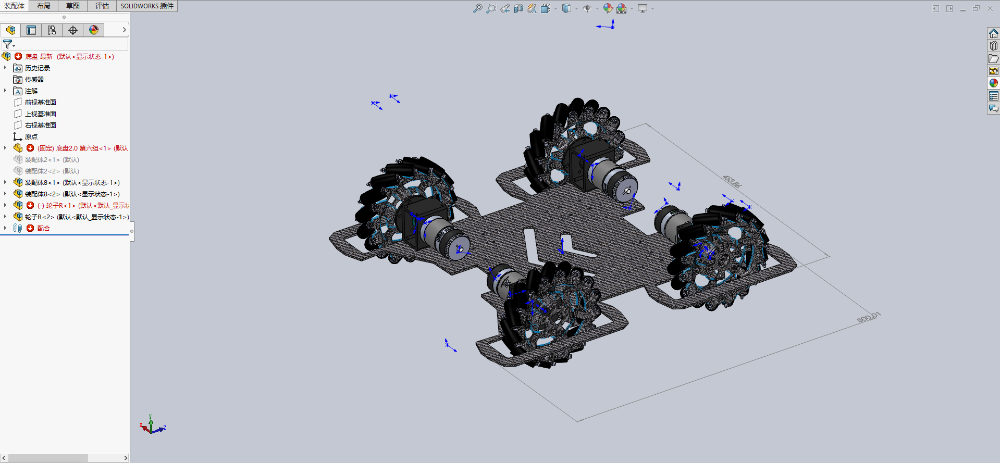 装配体 布局 草图 评估 SOLIDWORKS 插件
底盘 最新 (默认<显示状态-1>)
历史记录
传感器
注解
前视基准面
上视基准面
右视基准面
原点
(固定) 底盘2.0 第六组<1> (默认
装配体2<1> (默认)
装配体2<2> (默认)
装配体8<1> (默认<显示状态-1>)
装配体8<2> (默认<显示状态-1>)
(-) 轮子R<1> (默认<默认_显示状
轮子R<2> (默认<默认_显示状态-1>)
配合
453.86
500.01
Y
X
Z